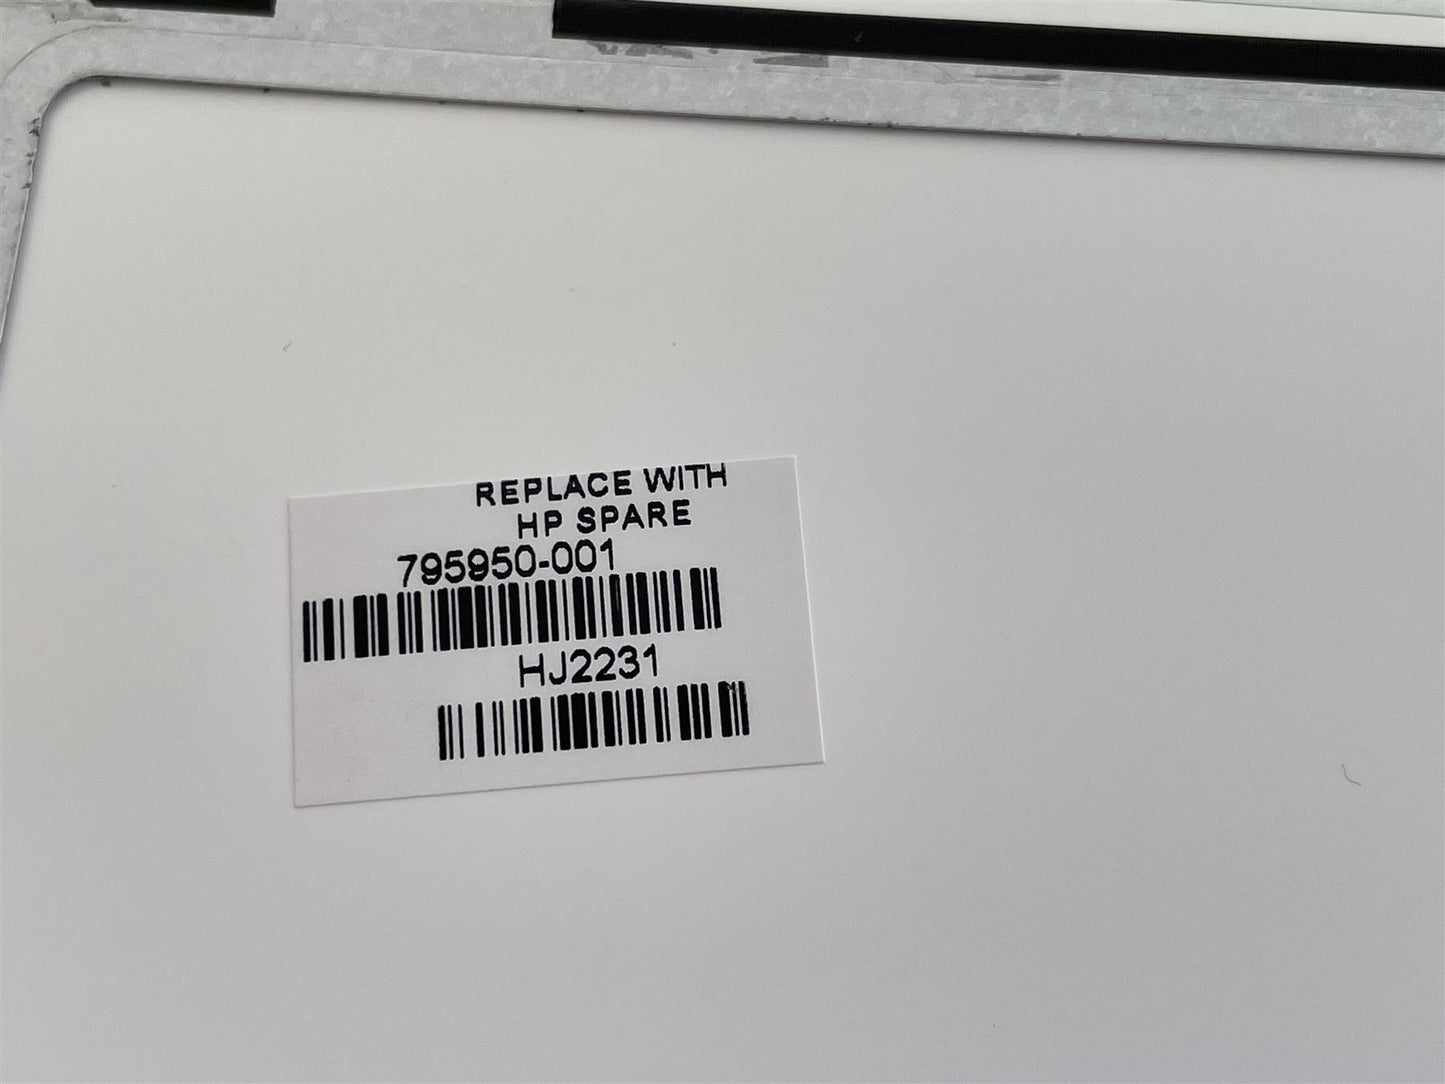 REPLACE WITH
HP SPARE
795950-001
HJ2231